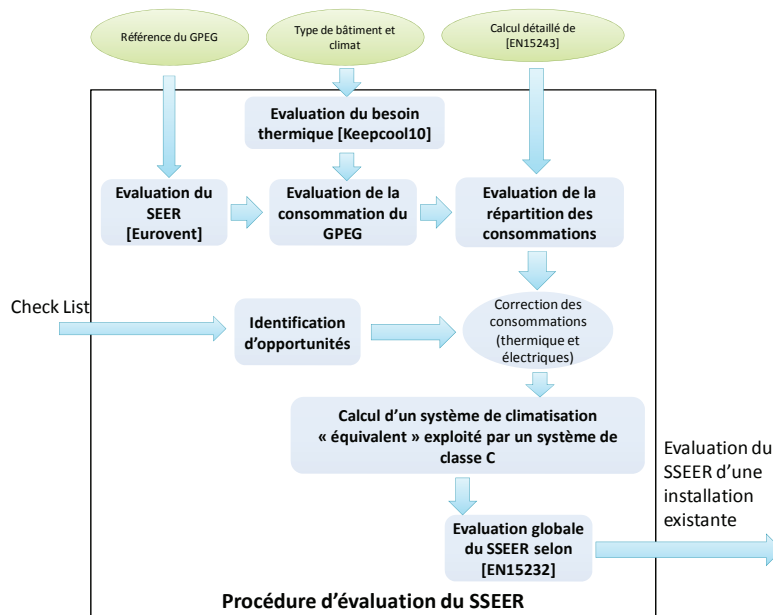 Référence du GPEG
Type de bâtiment et
climat
Calcul détaillé de
[EN15243]
Evaluation du besoin
thermique [Keepcool10]
Evaluation du
SEER
[Eurovent]
Evaluation de la
consommation du
GPEG
Evaluation de la
répartition des
consommations
Check List
Identification
d'opportunités
Correction des
consommations
(thermique et
électriques)
Calcul d'un système de climatisation
« équivalent » exploité par un système de
classe C
Evaluation du
SSEER d'une
installation
existante
Evaluation globale
du SSEER selon
[EN15232]
Procédure d'évaluation du SSEER